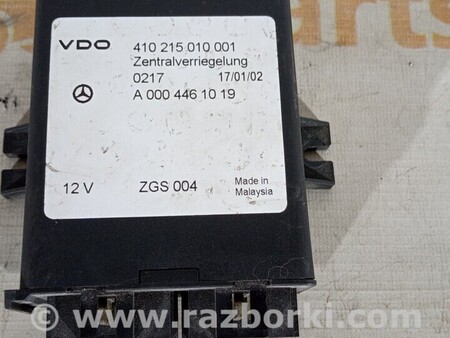 VDO 410 215 010 001
Zentralverriegelung
0217 17/01/02
A 000 446 10 19
12 V ZGS 004 Made in
Malaysia
www.razborki.com